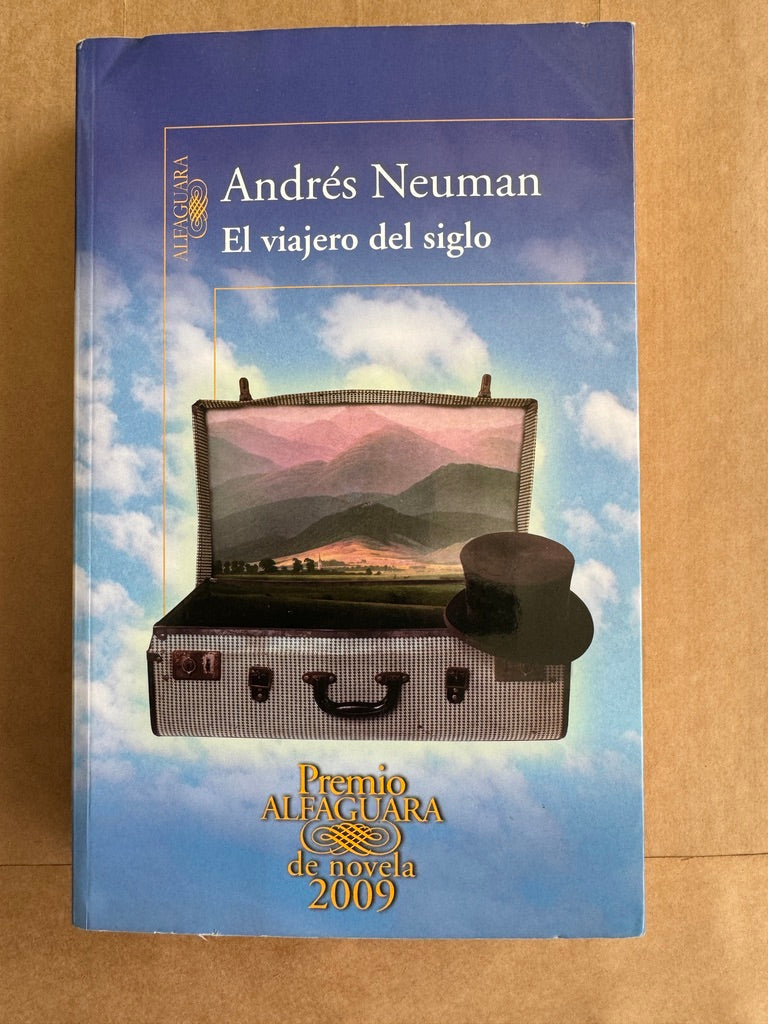 ALFAGUARA
Andrés Neuman
El viajero del siglo
Premio
ALFAGUARA
de novela
2009